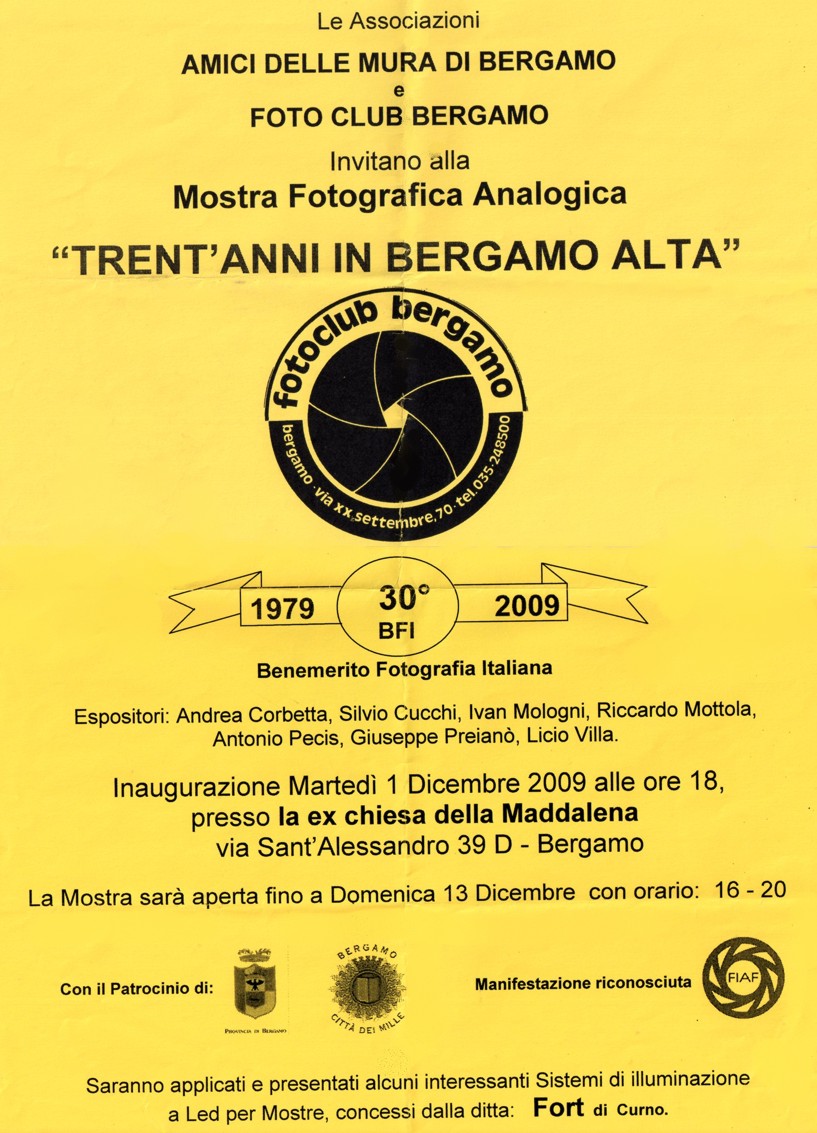 Le Associazioni
AMICI DELLE MURA DI BERGAMO
e
FOTO CLUB BERGAMO
Invitano alla
Mostra Fotografica Analogica
“TRENT’ANNI IN BERGAMO ALTA”
fotoclub bergamo
bergamo · via xx settembre,70 · tel.035-248500
1979 30° 2009
BFI
Benemerito Fotografia Italiana
Espositori: Andrea Corbetta, Silvio Cucchi, Ivan Mologni, Riccardo Mottola,
Antonio Pecis, Giuseppe Preianò, Licio Villa.
Inaugurazione Martedì 1 Dicembre 2009 alle ore 18,
presso la ex chiesa della Maddalena
via Sant’Alessandro 39 D - Bergamo
La Mostra sarà aperta fino a Domenica 13 Dicembre con orario: 16 - 20
Con il Patrocinio di:
PROVINCIA DI BERGAMO
BERGAMO
CITTÀ DEI MILLE
Manifestazione riconosciuta
FIAF
Saranno applicati e presentati alcuni interessanti Sistemi di illuminazione
a Led per Mostre, concessi dalla ditta: Fort di Curno.